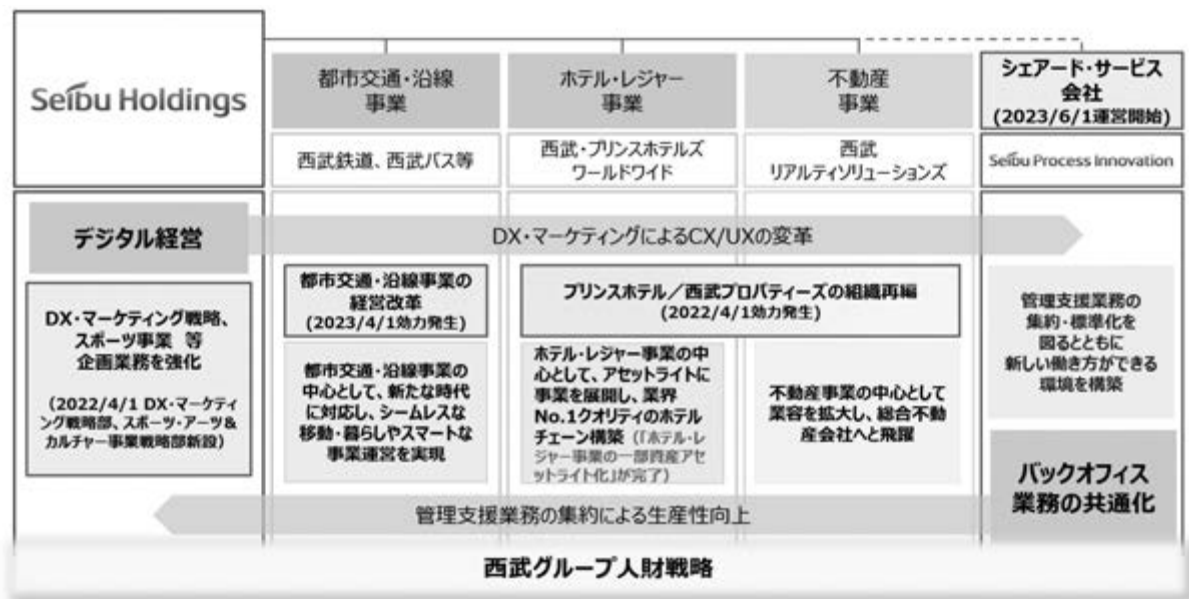 Seibu Holdings
都市交通・沿線
事業
ホテル・レジャー
事業
不動産
事業
シェアード・サービス
会社
(2023/6/1運営開始)
西武鉄道、西武バス等
西武・プリンスホテルズ
ワールドワイド
西武
リアルティソリューションズ
Seibu Process Innovation
デジタル経営
DX・マーケティングによるCX/UXの変革
DX・マーケティング戦略、
スポーツ事業 等
企画業務を強化
(2022/4/1 DX・マーケティ
ング戦略部、スポーツ・アーツ&
カルチャー事業戦略部新設)
都市交通・沿線事業の
経営改革
(2023/4/1効力発生)
都市交通・沿線事業の
中心として、新たな時代
に対応し、シームレスな
移動・暮らしやスマートな
事業運営を実現
プリンスホテル/西武プロパティーズの組織再編
(2022/4/1効力発生)
ホテル・レジャー事業の中
心として、アセットライトに
事業を展開し、業界
No.1クオリティのホテル
チェーン構築(「ホテル・レ
ジャー事業の一部資産アセ
ットライト化」が完了)
不動産事業の中心として
業容を拡大し、総合不動
産会社へと飛躍
管理支援業務の
集約・標準化を
図るとともに
新しい働き方ができる
環境を構築
バックオフィス
業務の共通化
管理支援業務の集約による生産性向上
西武グループ人財戦略